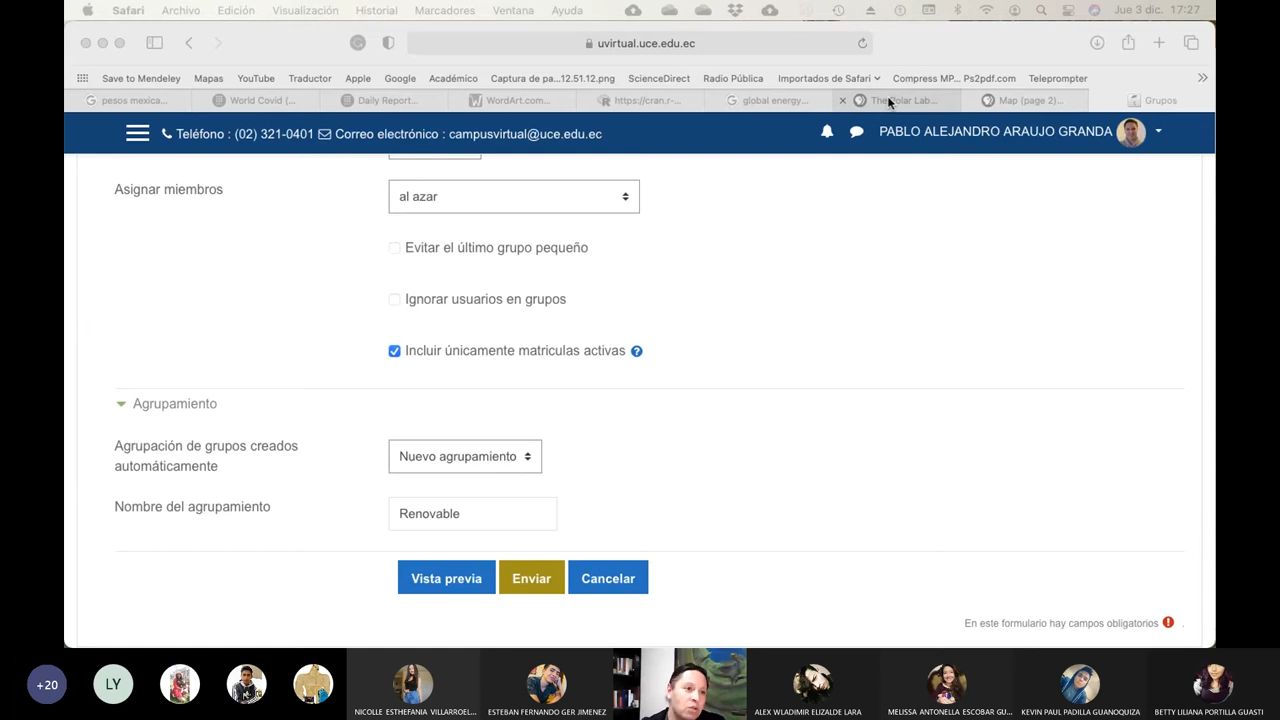 Safari Archivo Edición Visualización Historial Marcadores Ventana Ayuda Jue 3 dic. 17:27
uvirtual.uce.edu.ec
Save to Mendeley Mapas YouTube Traductor Apple Google Académico Captura de pa...12.51.12.png ScienceDirect Radio Pública Importados de Safari Compress MP... Ps2pdf.com Teleprompter
pesos mexica... World Covid (... Daily Report... WordArt.com... https://cran.r-... global energy... The Polar Lab... Map (page 2)... Grupos
Teléfono : (02) 321-0401 Correo electrónico : campusvirtual@uce.edu.ec PABLO ALEJANDRO ARAUJO GRANDA
Asignar miembros al azar
Evitar el último grupo pequeño
Ignorar usuarios en grupos
Incluir únicamente matriculas activas
Agrupamiento
Agrupación de grupos creados
automáticamente
Nuevo agrupamiento
Nombre del agrupamiento Renovable
Vista previa Enviar Cancelar
En este formulario hay campos obligatorios .
+20 LY
NICOLLE ESTHEFANIA VILLARROEL... ESTEBAN FERNANDO GER JIMENEZ ALEX WLADIMIR ELIZALDE LARA MELISSA ANTONELLA ESCOBAR GU... KEVIN PAUL PADILLA GUANOQUIZA BETTY LILIANA PORTILLA GUASTI